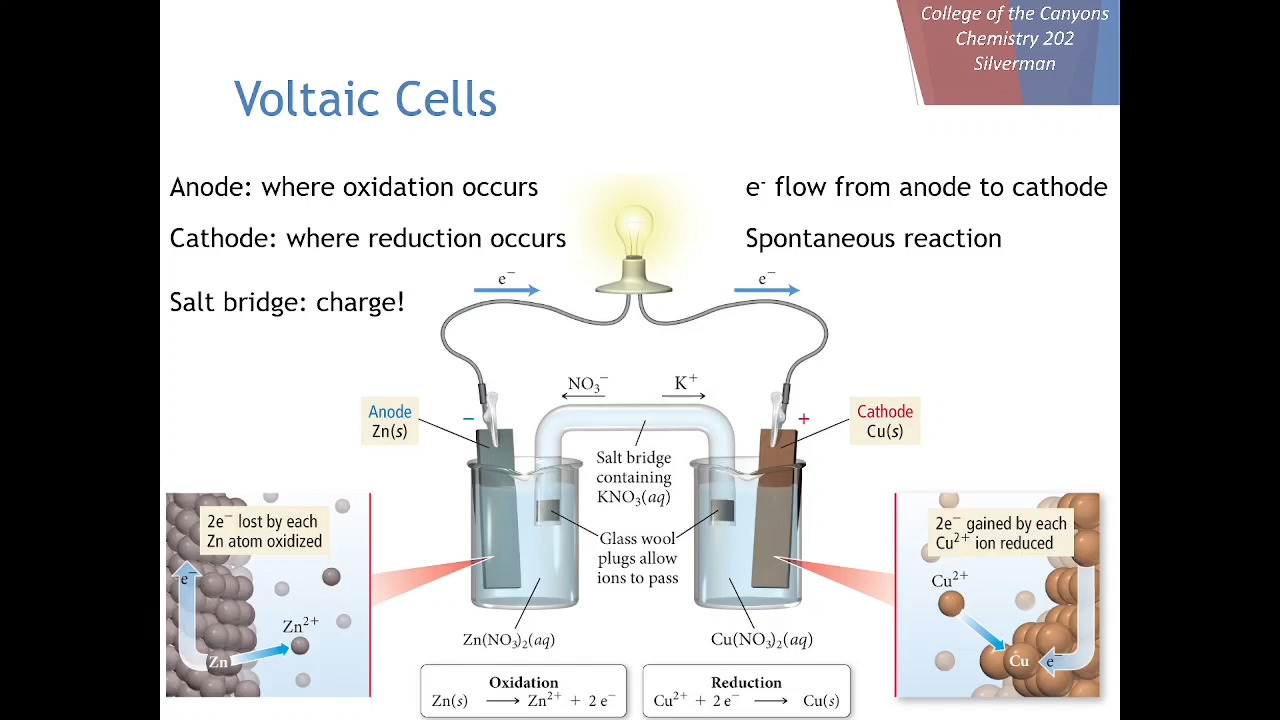 College of the Canyons
Chemistry 202
Silverman
Voltaic Cells
Anode: where oxidation occurs
Cathode: where reduction occurs
Salt bridge: charge!
e⁻ flow from anode to cathode
Spontaneous reaction
e⁻
e⁻
NO₃⁻
K⁺
Anode
Zn(s)
−
+
Cathode
Cu(s)
Salt bridge
containing
KNO₃(aq)
Glass wool
plugs allow
ions to pass
2e⁻ lost by each
Zn atom oxidized
e⁻
Zn²⁺
Zn
2e⁻ gained by each
Cu²⁺ ion reduced
Cu²⁺
Cu
e⁻
Zn(NO₃)₂(aq)
Cu(NO₃)₂(aq)
Oxidation
Zn(s) ⟶ Zn²⁺ + 2 e⁻
Reduction
Cu²⁺ + 2 e⁻ ⟶ Cu(s)